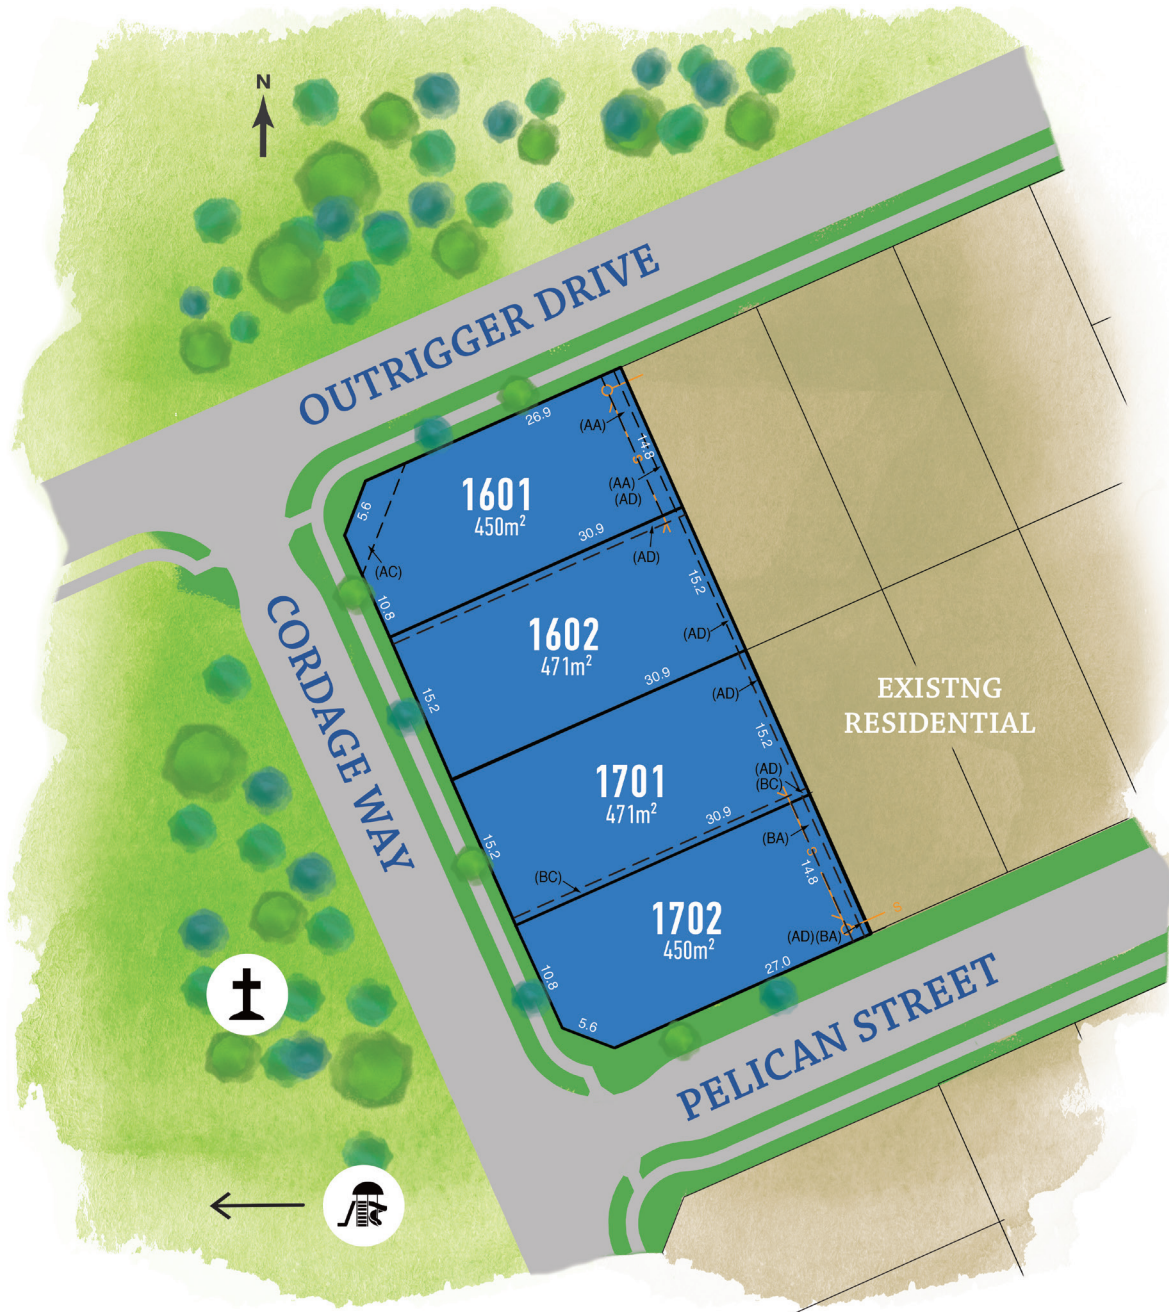 N
OUTRIGGER DRIVE
26.9
(AA)
14.8
1601
450m²
(AA)
(AD)
5.6
30.9
(AC)
(AD)
10.8
15.2
1602
471m²
(AD)
CORDAGE WAY
30.9
15.2
(AD)
EXISTNG
RESIDENTIAL
15.2
1701
471m²
(AD)
(BC)
30.9
15.2
(BA)
(BC)
14.8
1702
450m²
S
(AD)(BA)
27.0
10.8
5.6
PELICAN STREET